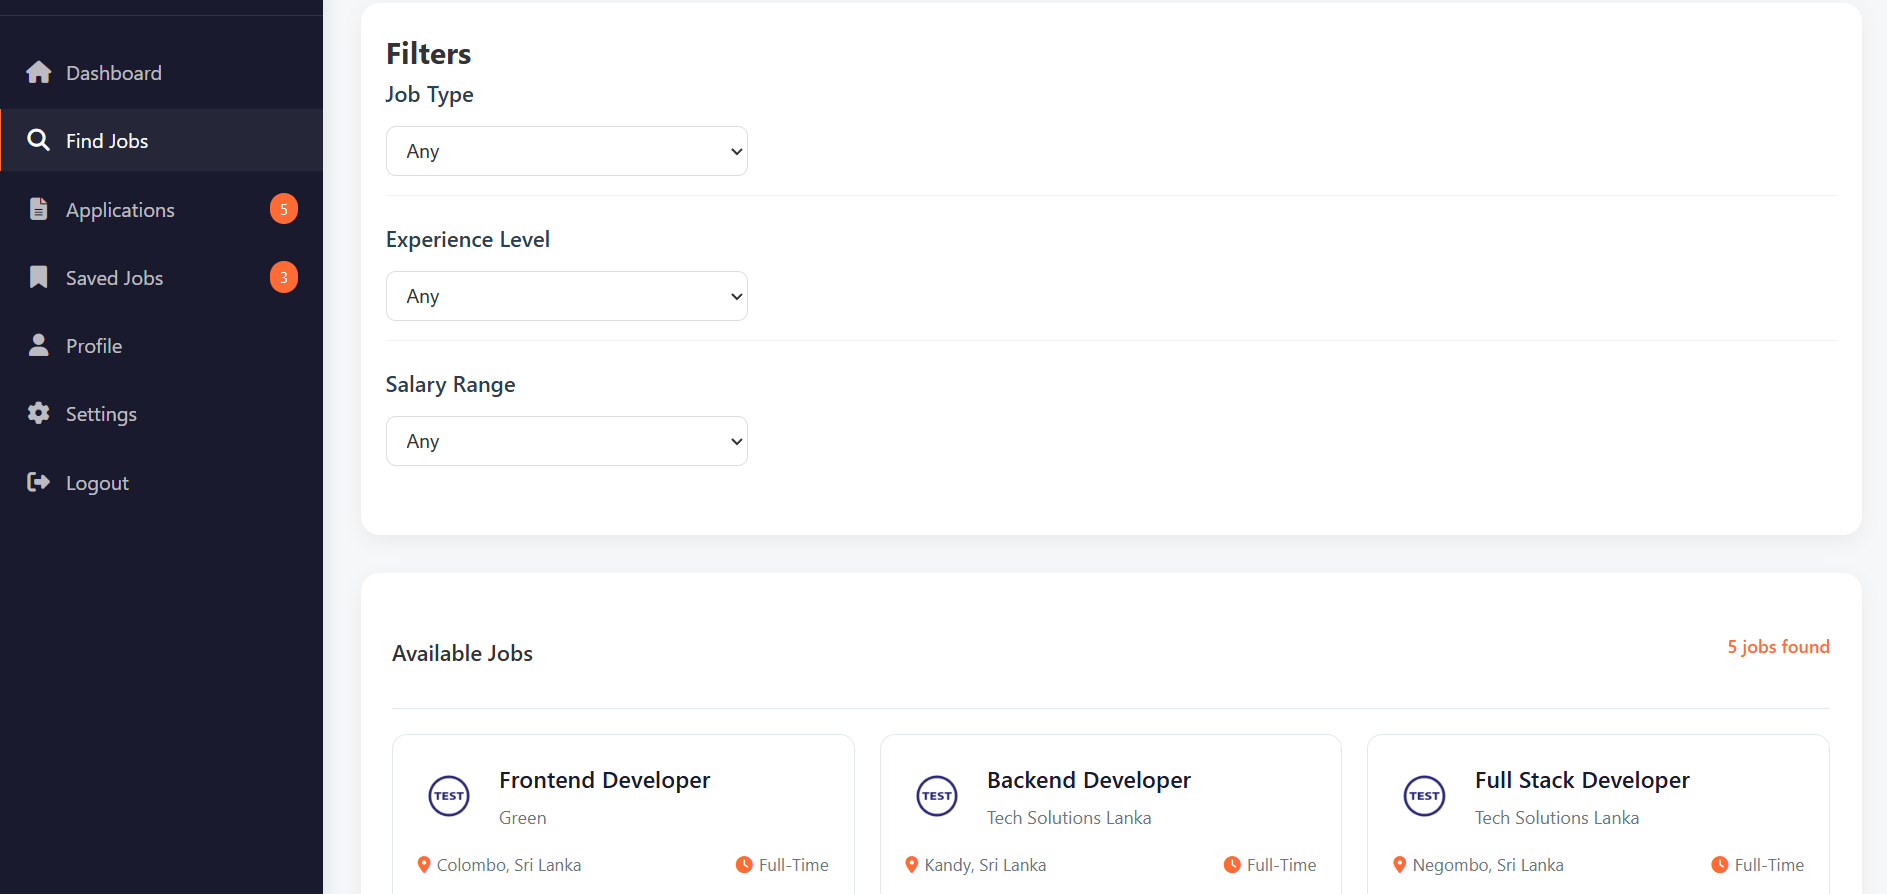 Dashboard
Find Jobs
Applications 5
Saved Jobs 3
Profile
Settings
Logout
Filters
Job Type
Any
Experience Level
Any
Salary Range
Any
Available Jobs
5 jobs found
TEST
Frontend Developer
Green
Colombo, Sri Lanka
Full-Time
TEST
Backend Developer
Tech Solutions Lanka
Kandy, Sri Lanka
Full-Time
TEST
Full Stack Developer
Tech Solutions Lanka
Negombo, Sri Lanka
Full-Time